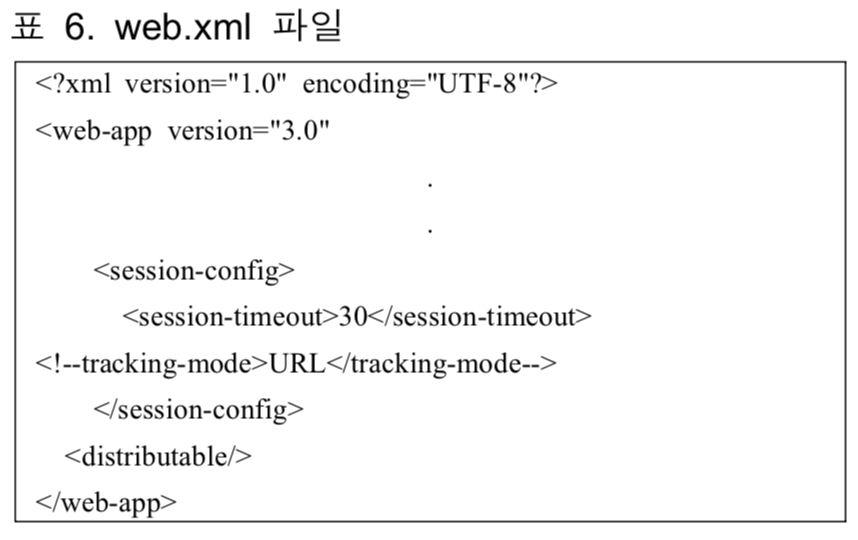 표 6. web.xml 파일
<?xml version="1.0" encoding="UTF-8"?>
<web-app version="3.0"
.
.
<session-config>
<session-timeout>30</session-timeout>
<!--tracking-mode>URL</tracking-mode-->
</session-config>
<distributable/>
</web-app>